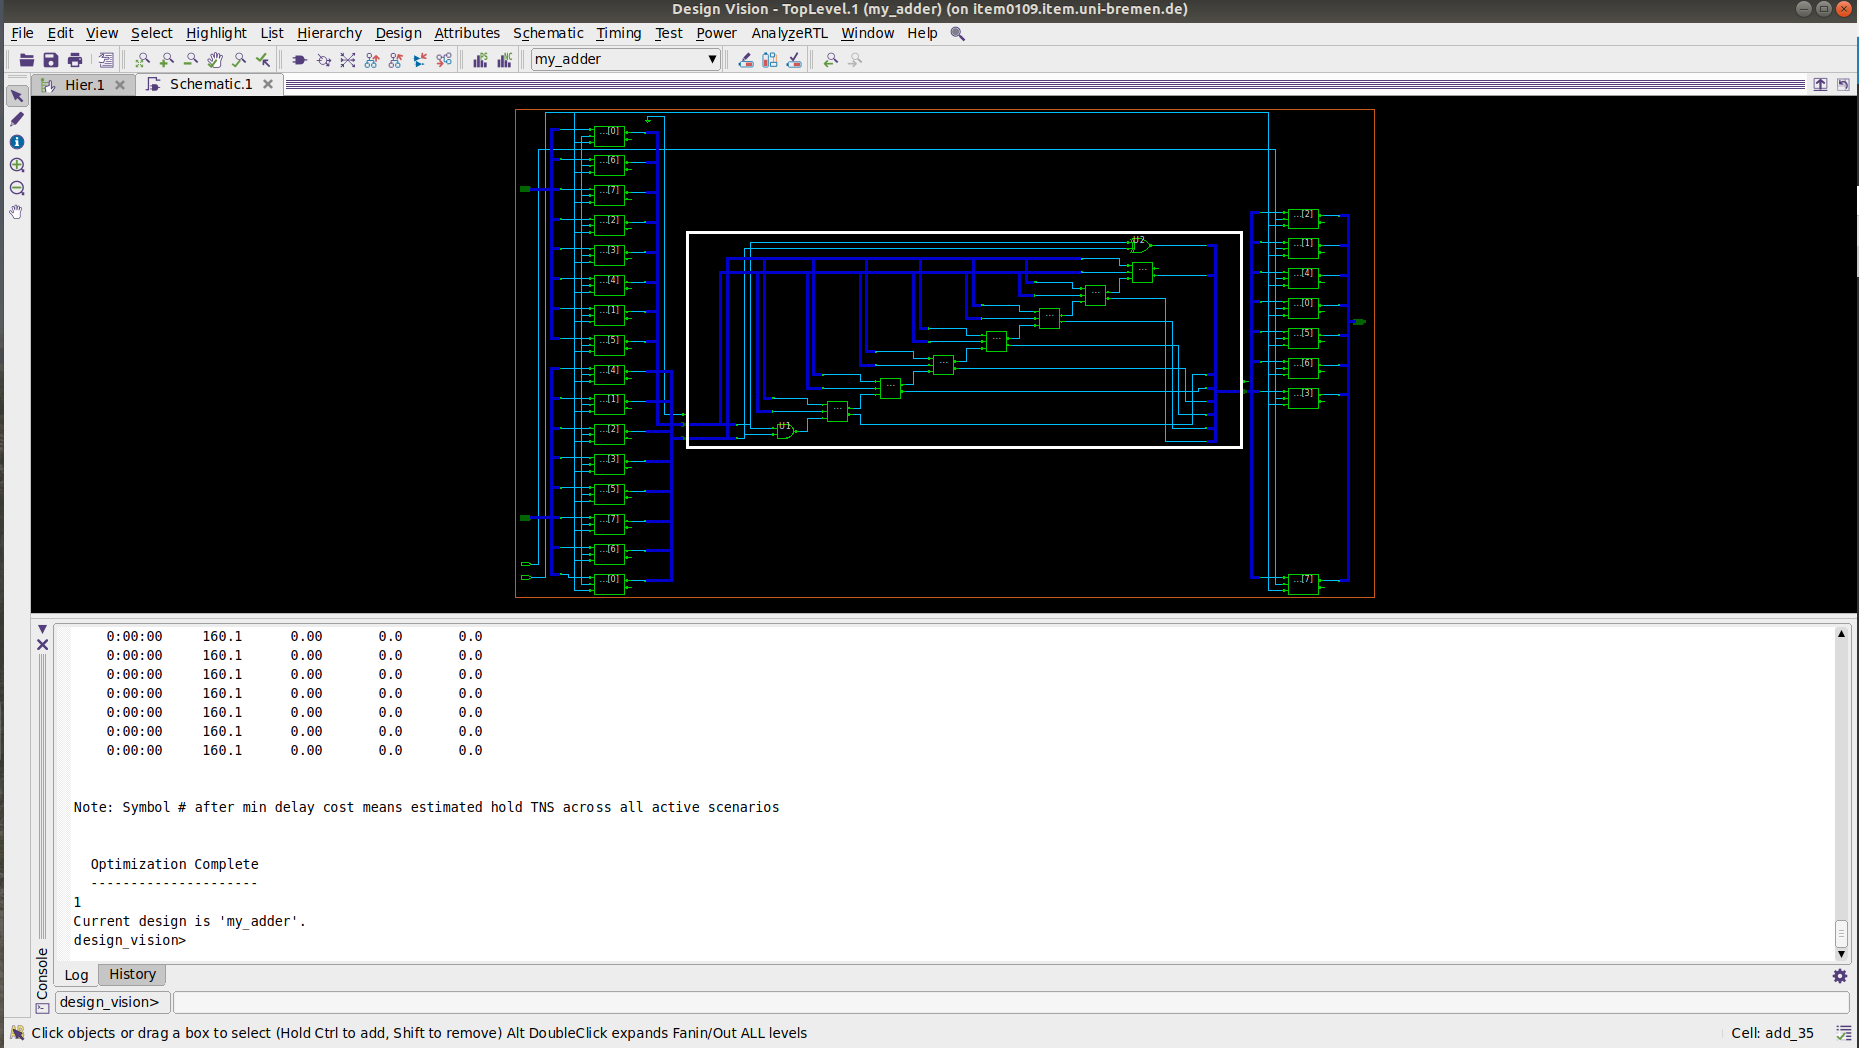 Design Vision - TopLevel.1 (my_adder) (on item0109.item.uni-bremen.de)
File Edit View Select Highlight List Hierarchy Design Attributes Schematic Timing Test Power AnalyzeRTL Window Help
my_adder
Hier.1 Schematic.1
...[0]
...[6]
...[7]
...[2]
...[3]
...[4]
...[1]
...[5]
...[4]
...[1]
...[2]
...[3]
...[5]
...[7]
...[6]
...[0]
U2
...
...
...
...
...
...
...
U1
...[2]
...[1]
...[4]
...[0]
...[5]
...[6]
...[3]
...[7]
0:00:00 160.1 0.00 0.0 0.0
0:00:00 160.1 0.00 0.0 0.0
0:00:00 160.1 0.00 0.0 0.0
0:00:00 160.1 0.00 0.0 0.0
0:00:00 160.1 0.00 0.0 0.0
0:00:00 160.1 0.00 0.0 0.0
0:00:00 160.1 0.00 0.0 0.0
Note: Symbol # after min delay cost means estimated hold TNS across all active scenarios
Optimization Complete
---------------------
1
Current design is 'my_adder'.
design_vision>
Console
Log History
design_vision>
Click objects or drag a box to select (Hold Ctrl to add, Shift to remove) Alt DoubleClick expands Fanin/Out ALL levels
Cell: add_35